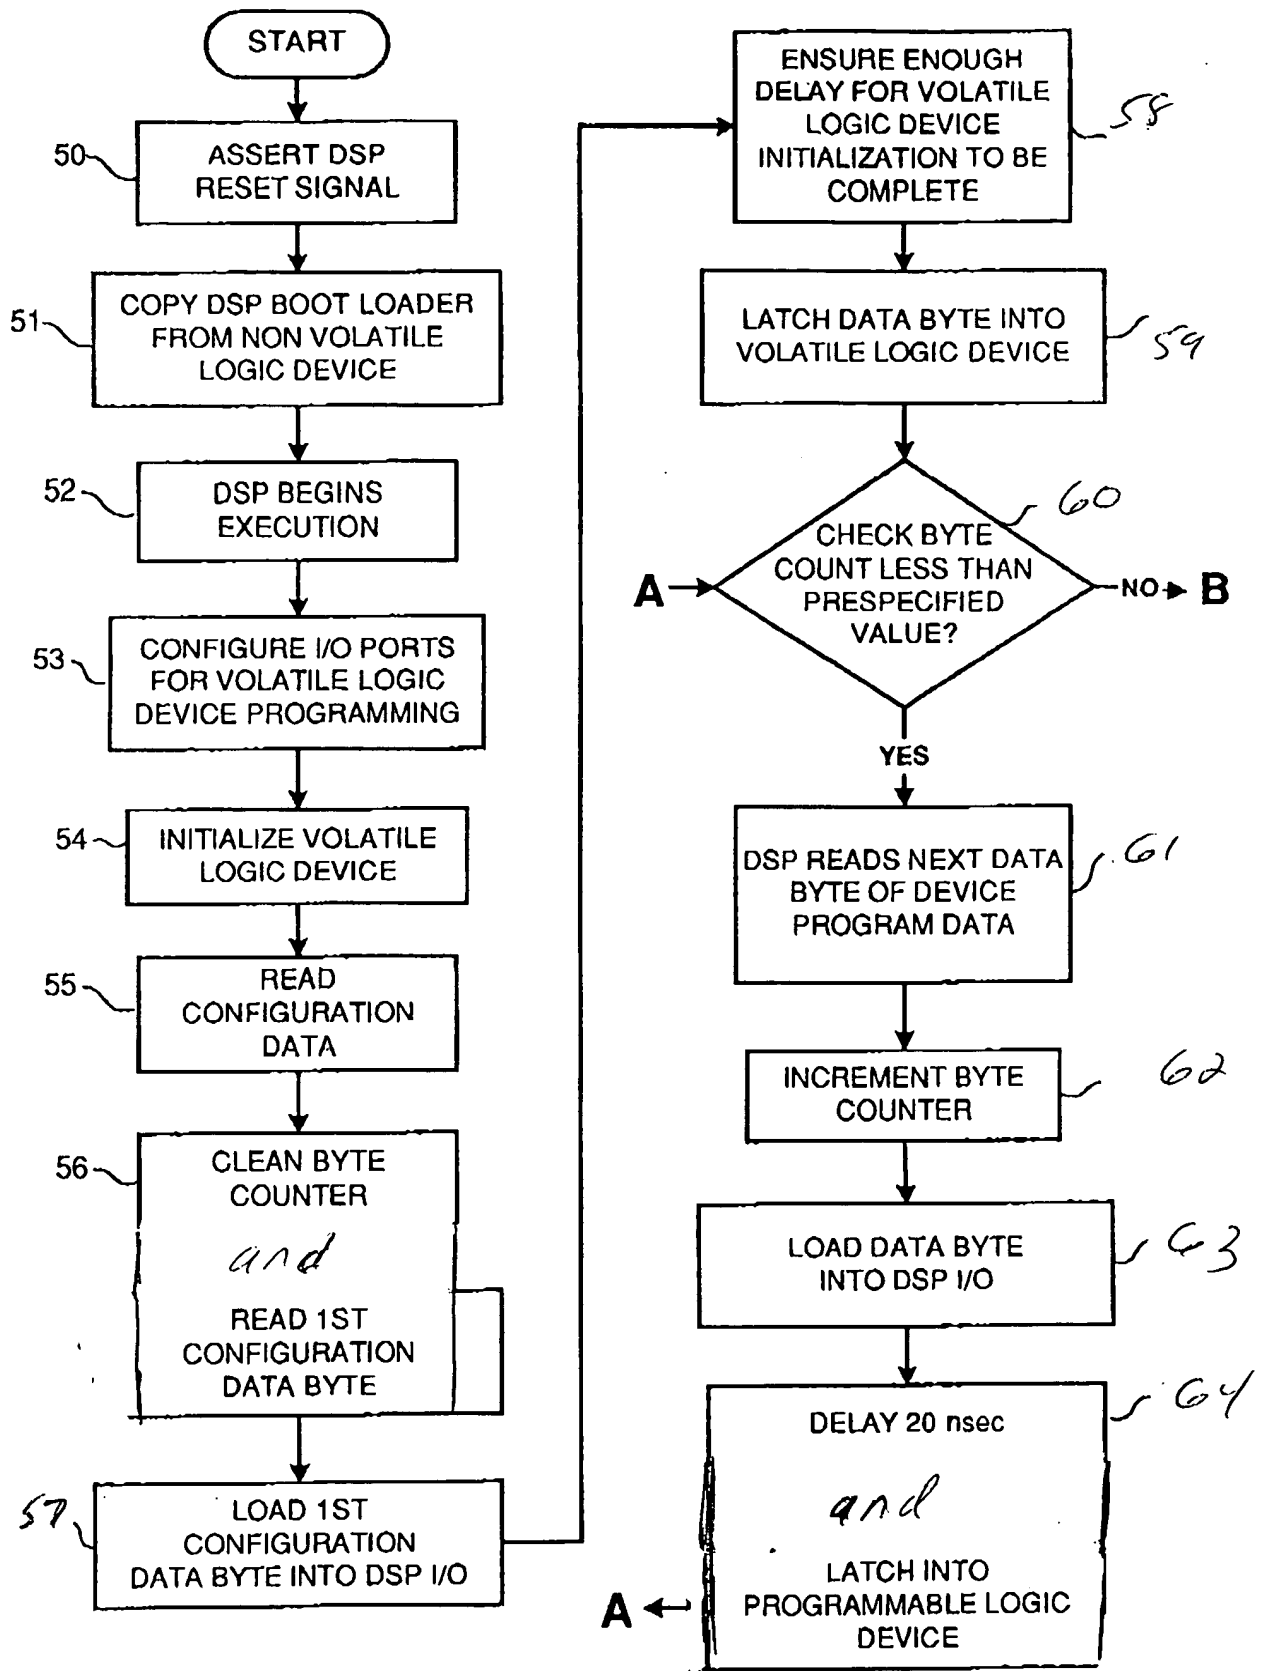 START
50
ASSERT DSP
RESET SIGNAL
51
COPY DSP BOOT LOADER
FROM NON VOLATILE
LOGIC DEVICE
52
DSP BEGINS
EXECUTION
53
CONFIGURE I/O PORTS
FOR VOLATILE LOGIC
DEVICE PROGRAMMING
54
INITIALIZE VOLATILE
LOGIC DEVICE
55
READ
CONFIGURATION
DATA
56
CLEAN BYTE
COUNTER
and
READ 1ST
CONFIGURATION
DATA BYTE
57
LOAD 1ST
CONFIGURATION
DATA BYTE INTO DSP I/O
ENSURE ENOUGH
DELAY FOR VOLATILE
LOGIC DEVICE
INITIALIZATION TO BE
COMPLETE
58
LATCH DATA BYTE INTO
VOLATILE LOGIC DEVICE
59
60
CHECK BYTE
COUNT LESS THAN
PRESPECIFIED
VALUE?
A
NO
B
YES
DSP READS NEXT DATA
BYTE OF DEVICE
PROGRAM DATA
61
INCREMENT BYTE
COUNTER
62
LOAD DATA BYTE
INTO DSP I/O
63
DELAY 20 nsec
and
LATCH INTO
PROGRAMMABLE LOGIC
DEVICE
64
A